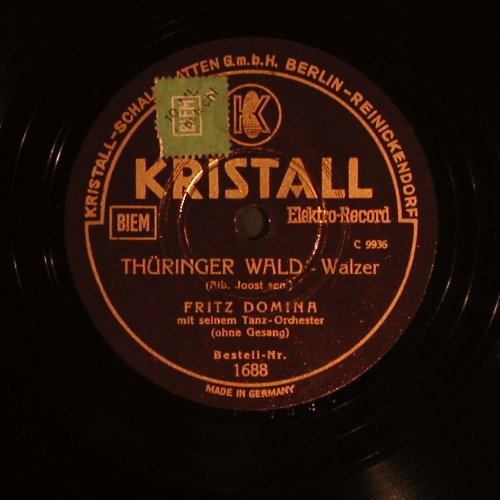 KRISTALL-SCHALLPLATTEN G.m.b.H. BERLIN-REINICKENDORF
BIEM
K
KRISTALL
Elektro-Record
BIEM
C 9936
THÜRINGER WALD - Walzer
(Alb. Joost sen.)
FRITZ DOMINA
mit seinem Tanz-Orchester
(ohne Gesang)
Bestell-Nr.
1688
MADE IN GERMANY